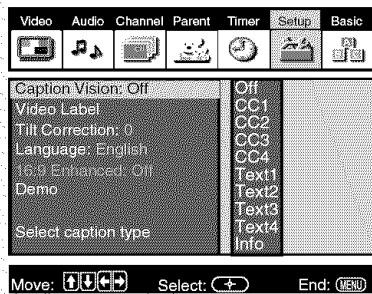 Video Audio Channel Parent Timer Setup Basic
Caption Vision: Off
Video Label
Tilt Correction: 0
Language: English
16:9 Enhanced: Off
Demo
Select caption type
Off
CC1
CC2
CC3
CC4
Text1
Text2
Text3
Text4
Info
Move: Select: End: MENU